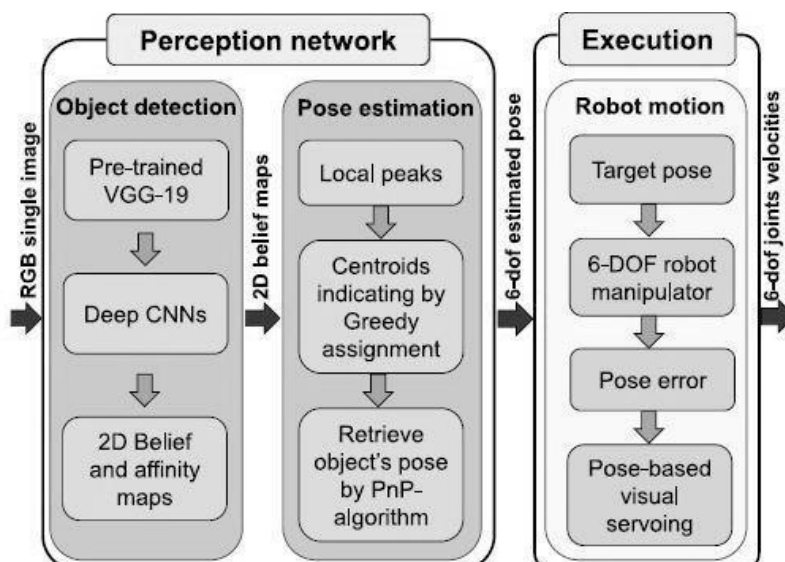 Perception network
Execution
RGB single image
Object detection
Pre-trained
VGG-19
Deep CNNs
2D Belief
and affinity
maps
2D belief maps
Pose estimation
Local peaks
Centroids
indicating by
Greedy
assignment
Retrieve
object's pose
by PnP-
algorithm
6-dof estimated pose
Robot motion
Target pose
6-DOF robot
manipulator
Pose error
Pose-based
visual
servoing
6-dof joints velocities